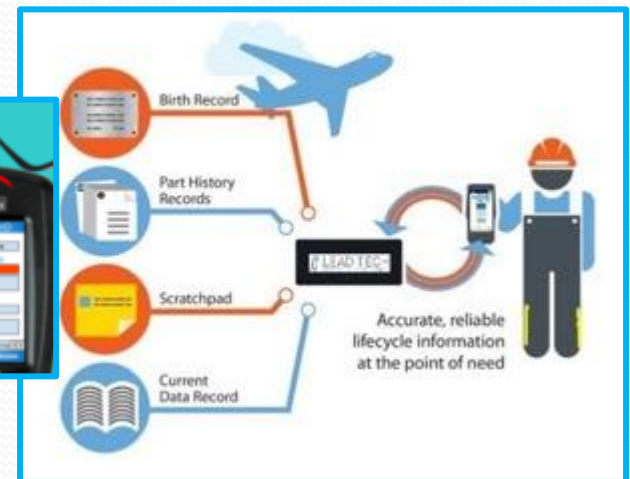 Birth Record
Part History
Records
LEAD TEC
Scratchpad
Accurate, reliable
lifecycle information
at the point of need
Current
Data Record